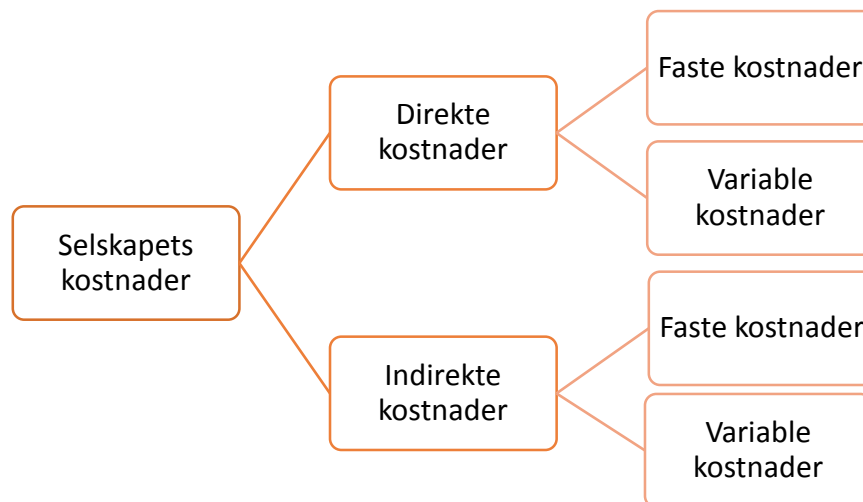 Selskapets
kostnader
Direkte
kostnader
Faste kostnader
Variable
kostnader
Indirekte
kostnader
Faste kostnader
Variable
kostnader